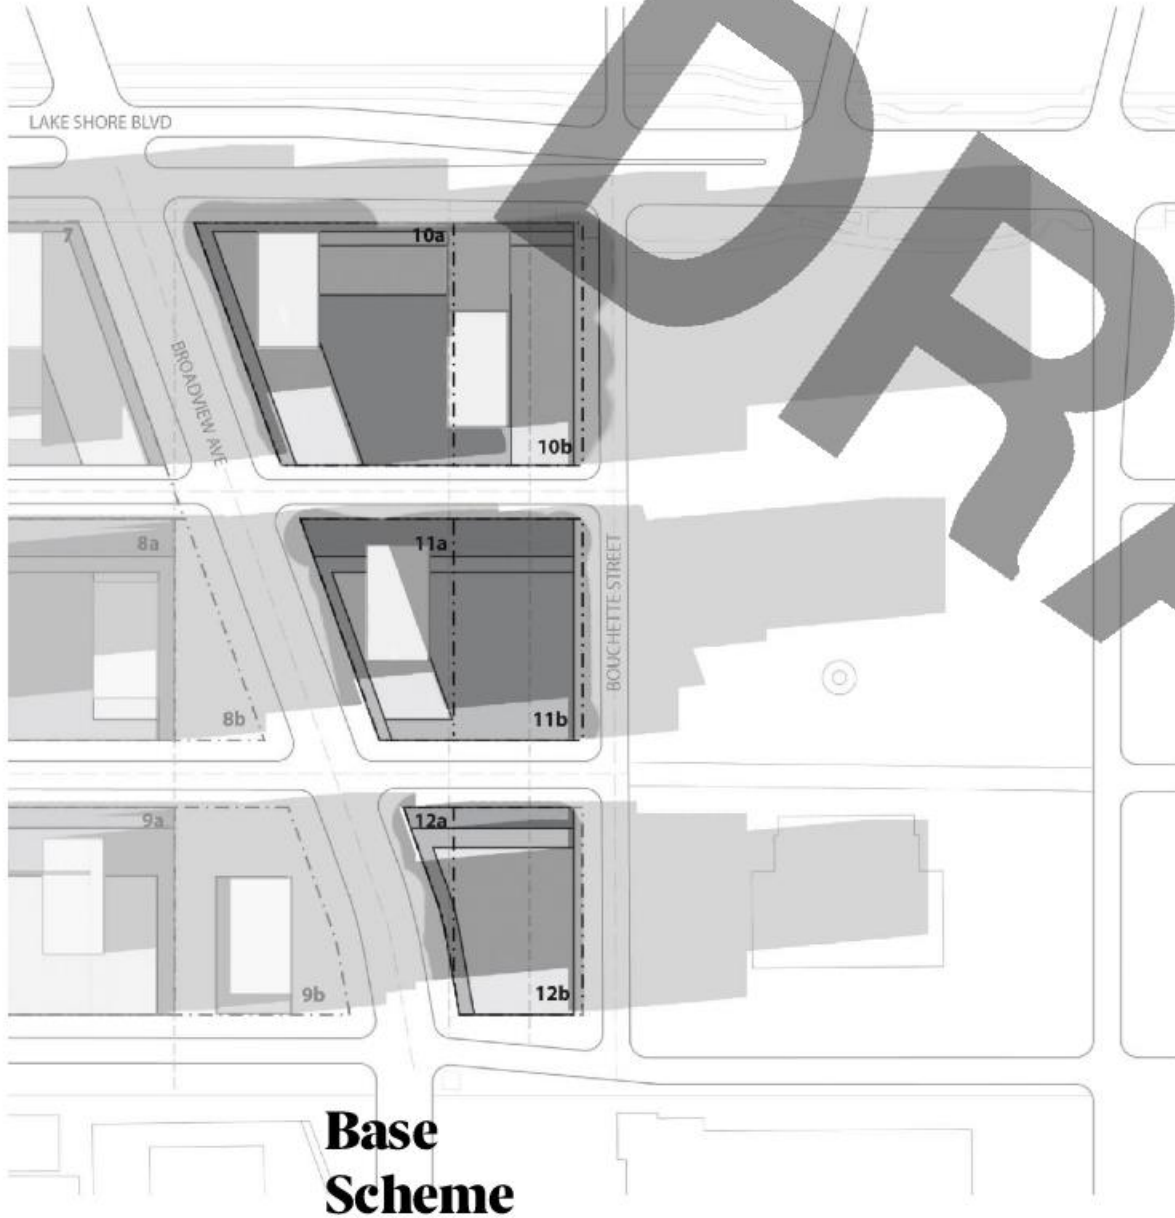 LAKE SHORE BLVD
7
10a
BROADVIEW AVE
10b
8a
11a
BOUCHETTE STREET
8b
11b
9a
12a
9b
12b
DR
Base
Scheme